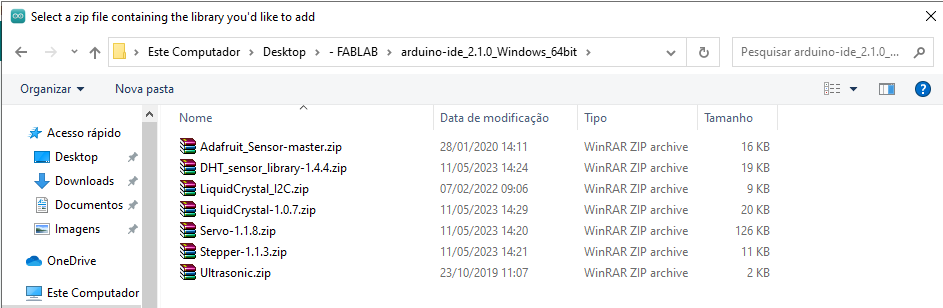 Select a zip file containing the library you'd like to add
Este Computador > Desktop > - FABLAB > arduino-ide_2.1.0_Windows_64bit >
Pesquisar arduino-ide_2.1.0_...
Organizar Nova pasta
Nome Data de modificação Tipo Tamanho
Acesso rápido
Desktop
Downloads
Documentos
Imagens
OneDrive
Este Computador
Adafruit_Sensor-master.zip 28/01/2020 14:11 WinRAR ZIP archive 16 KB
DHT_sensor_library-1.4.4.zip 11/05/2023 14:24 WinRAR ZIP archive 19 KB
LiquidCrystal_I2C.zip 07/02/2022 09:06 WinRAR ZIP archive 9 KB
LiquidCrystal-1.0.7.zip 11/05/2023 14:29 WinRAR ZIP archive 20 KB
Servo-1.1.8.zip 11/05/2023 14:20 WinRAR ZIP archive 126 KB
Stepper-1.1.3.zip 11/05/2023 14:21 WinRAR ZIP archive 11 KB
Ultrasonic.zip 23/10/2019 11:07 WinRAR ZIP archive 2 KB